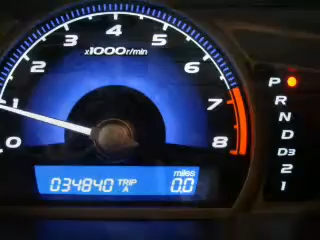 4
3 5
x1000r/min
2 6
1 7
0 8
miles
034840 TRIP A 0.0
P
R
N
D
D3
2
1